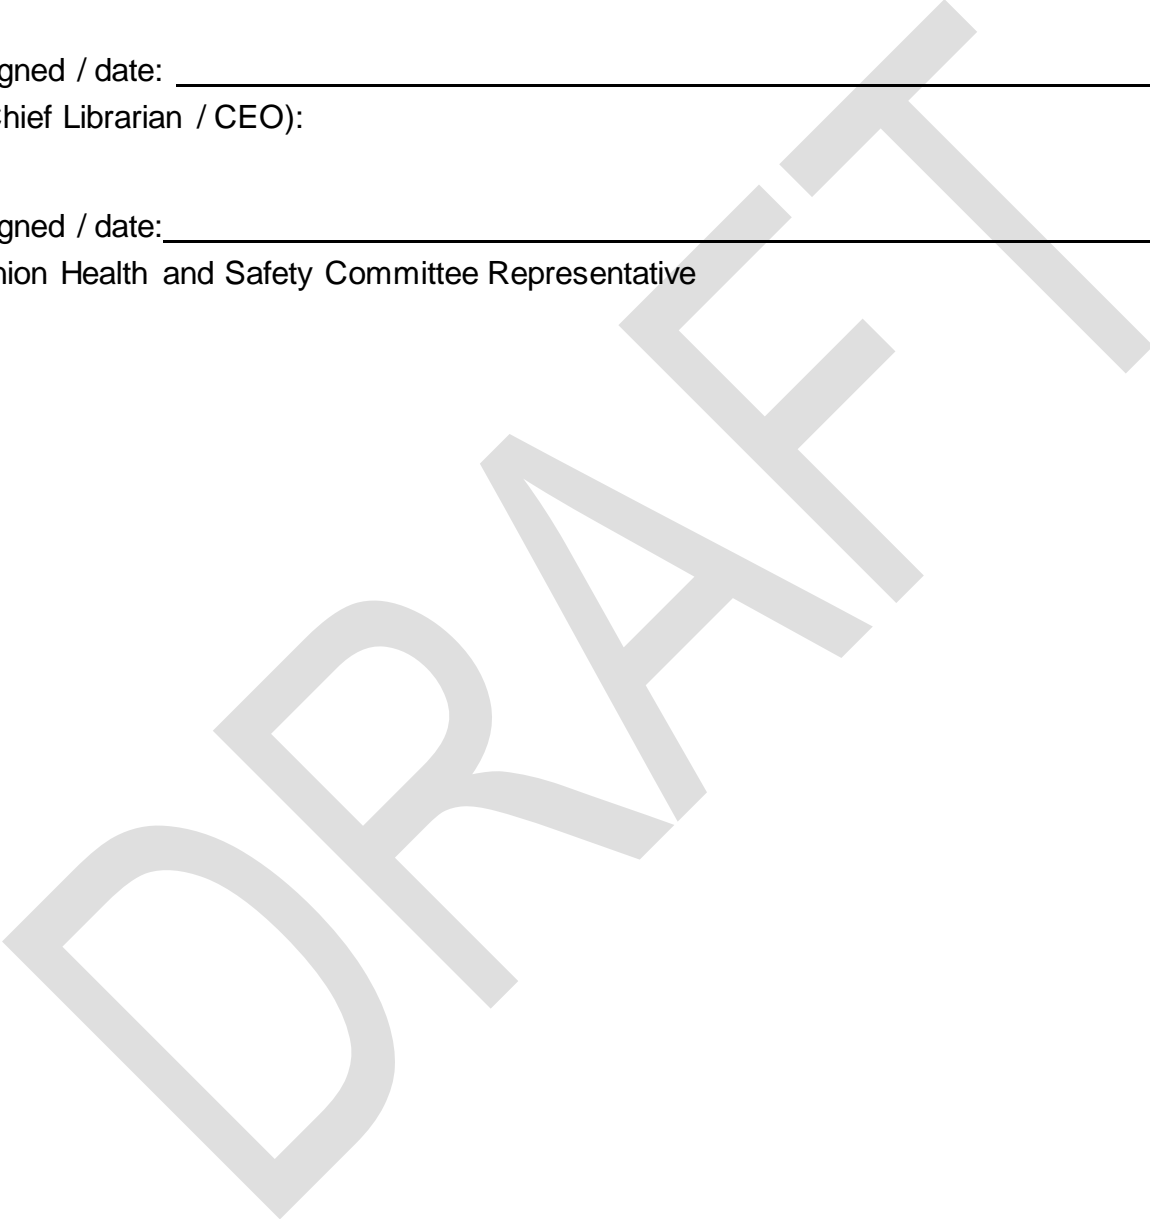 gned / date:
hief Librarian / CEO):
gned / date:
nion Health and Safety Committee Representative
DRAFT